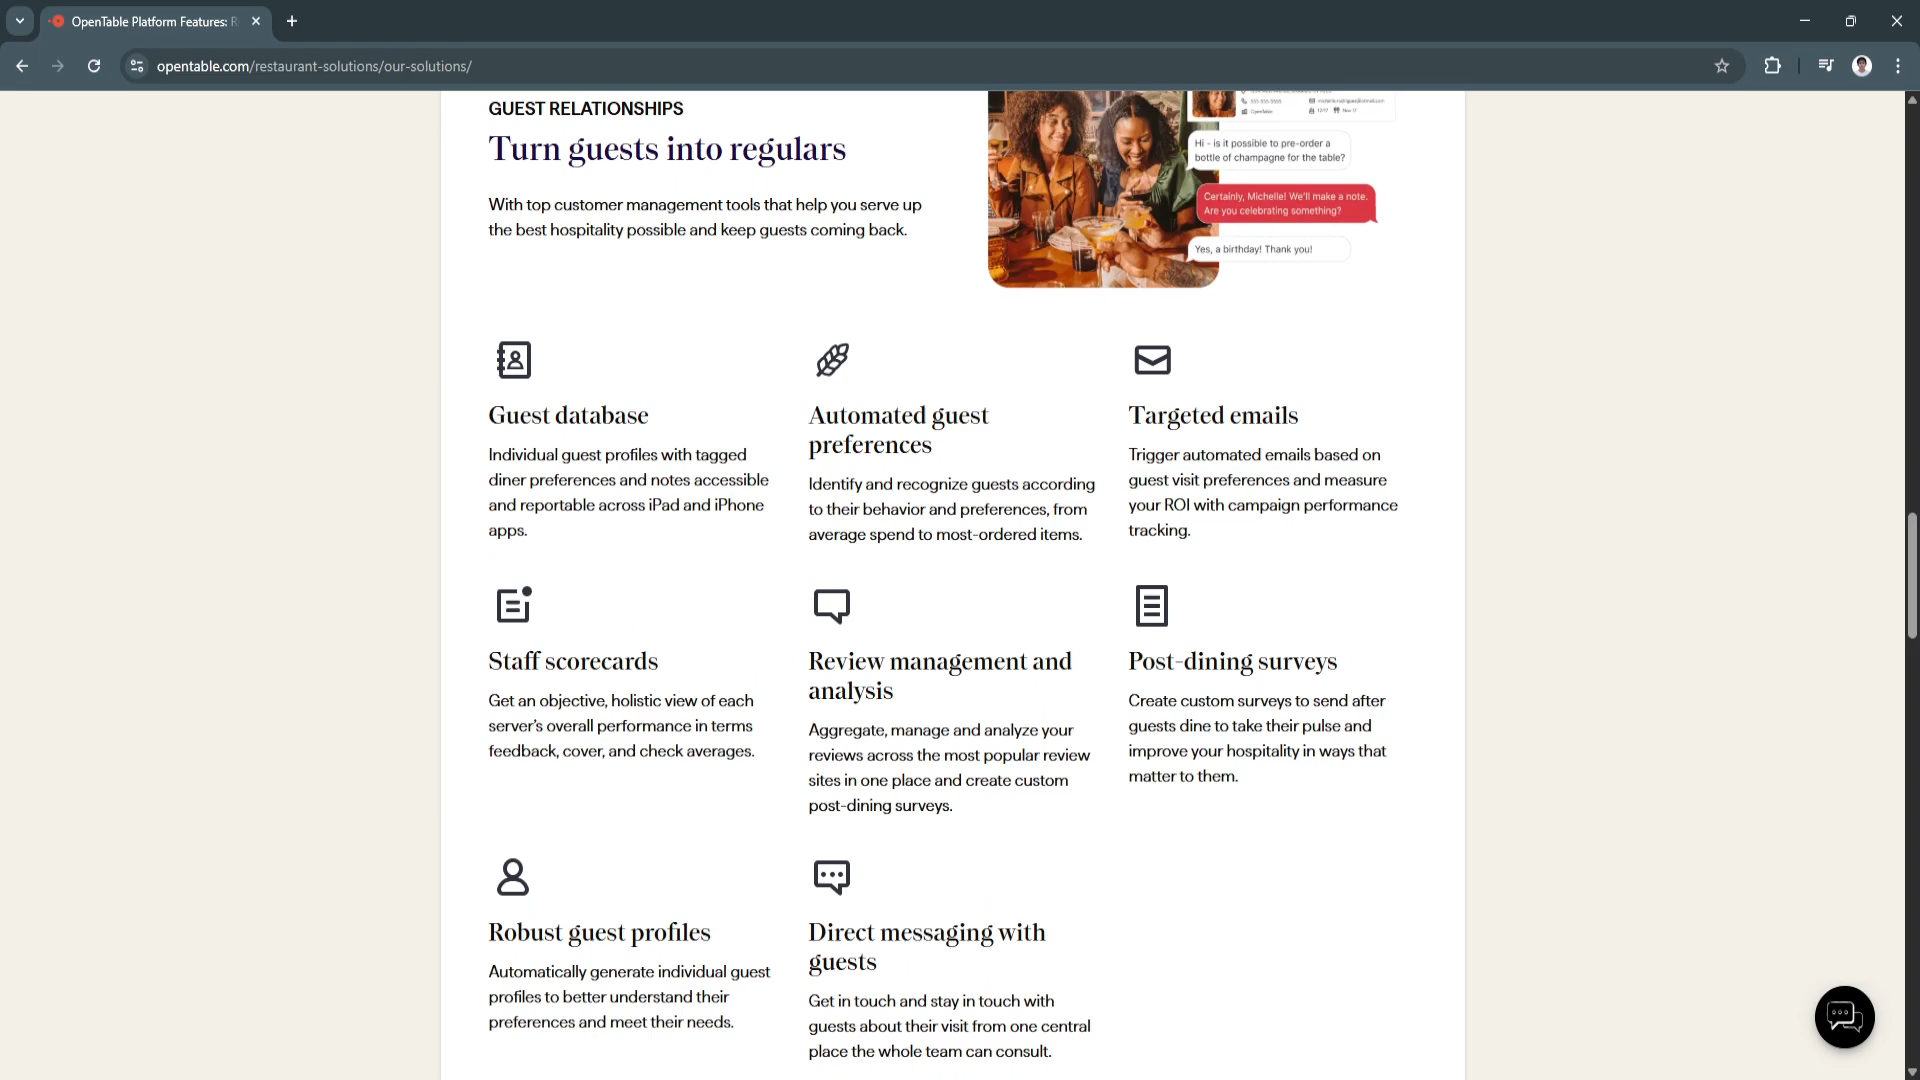 OpenTable Platform Features: R
opentable.com/restaurant-solutions/our-solutions/
GUEST RELATIONSHIPS
Turn guests into regulars
With top customer management tools that help you serve up
the best hospitality possible and keep guests coming back.
555-555-5555
OpenTable
Hi - is it possible to pre-order a
bottle of champagne for the table?
Certainly, Michelle! We'll make a note.
Are you celebrating something?
Yes, a birthday! Thank you!
Guest database
Individual guest profiles with tagged
diner preferences and notes accessible
and reportable across iPad and iPhone
apps.
Automated guest
preferences
Identify and recognize guests according
to their behavior and preferences, from
average spend to most-ordered items.
Targeted emails
Trigger automated emails based on
guest visit preferences and measure
your ROI with campaign performance
tracking.
Staff scorecards
Get an objective, holistic view of each
server's overall performance in terms
feedback, cover, and check averages.
Review management and
analysis
Aggregate, manage and analyze your
reviews across the most popular review
sites in one place and create custom
post-dining surveys.
Post-dining surveys
Create custom surveys to send after
guests dine to take their pulse and
improve your hospitality in ways that
matter to them.
Robust guest profiles
Automatically generate individual guest
profiles to better understand their
preferences and meet their needs.
Direct messaging with
guests
Get in touch and stay in touch with
guests about their visit from one central
place the whole team can consult.